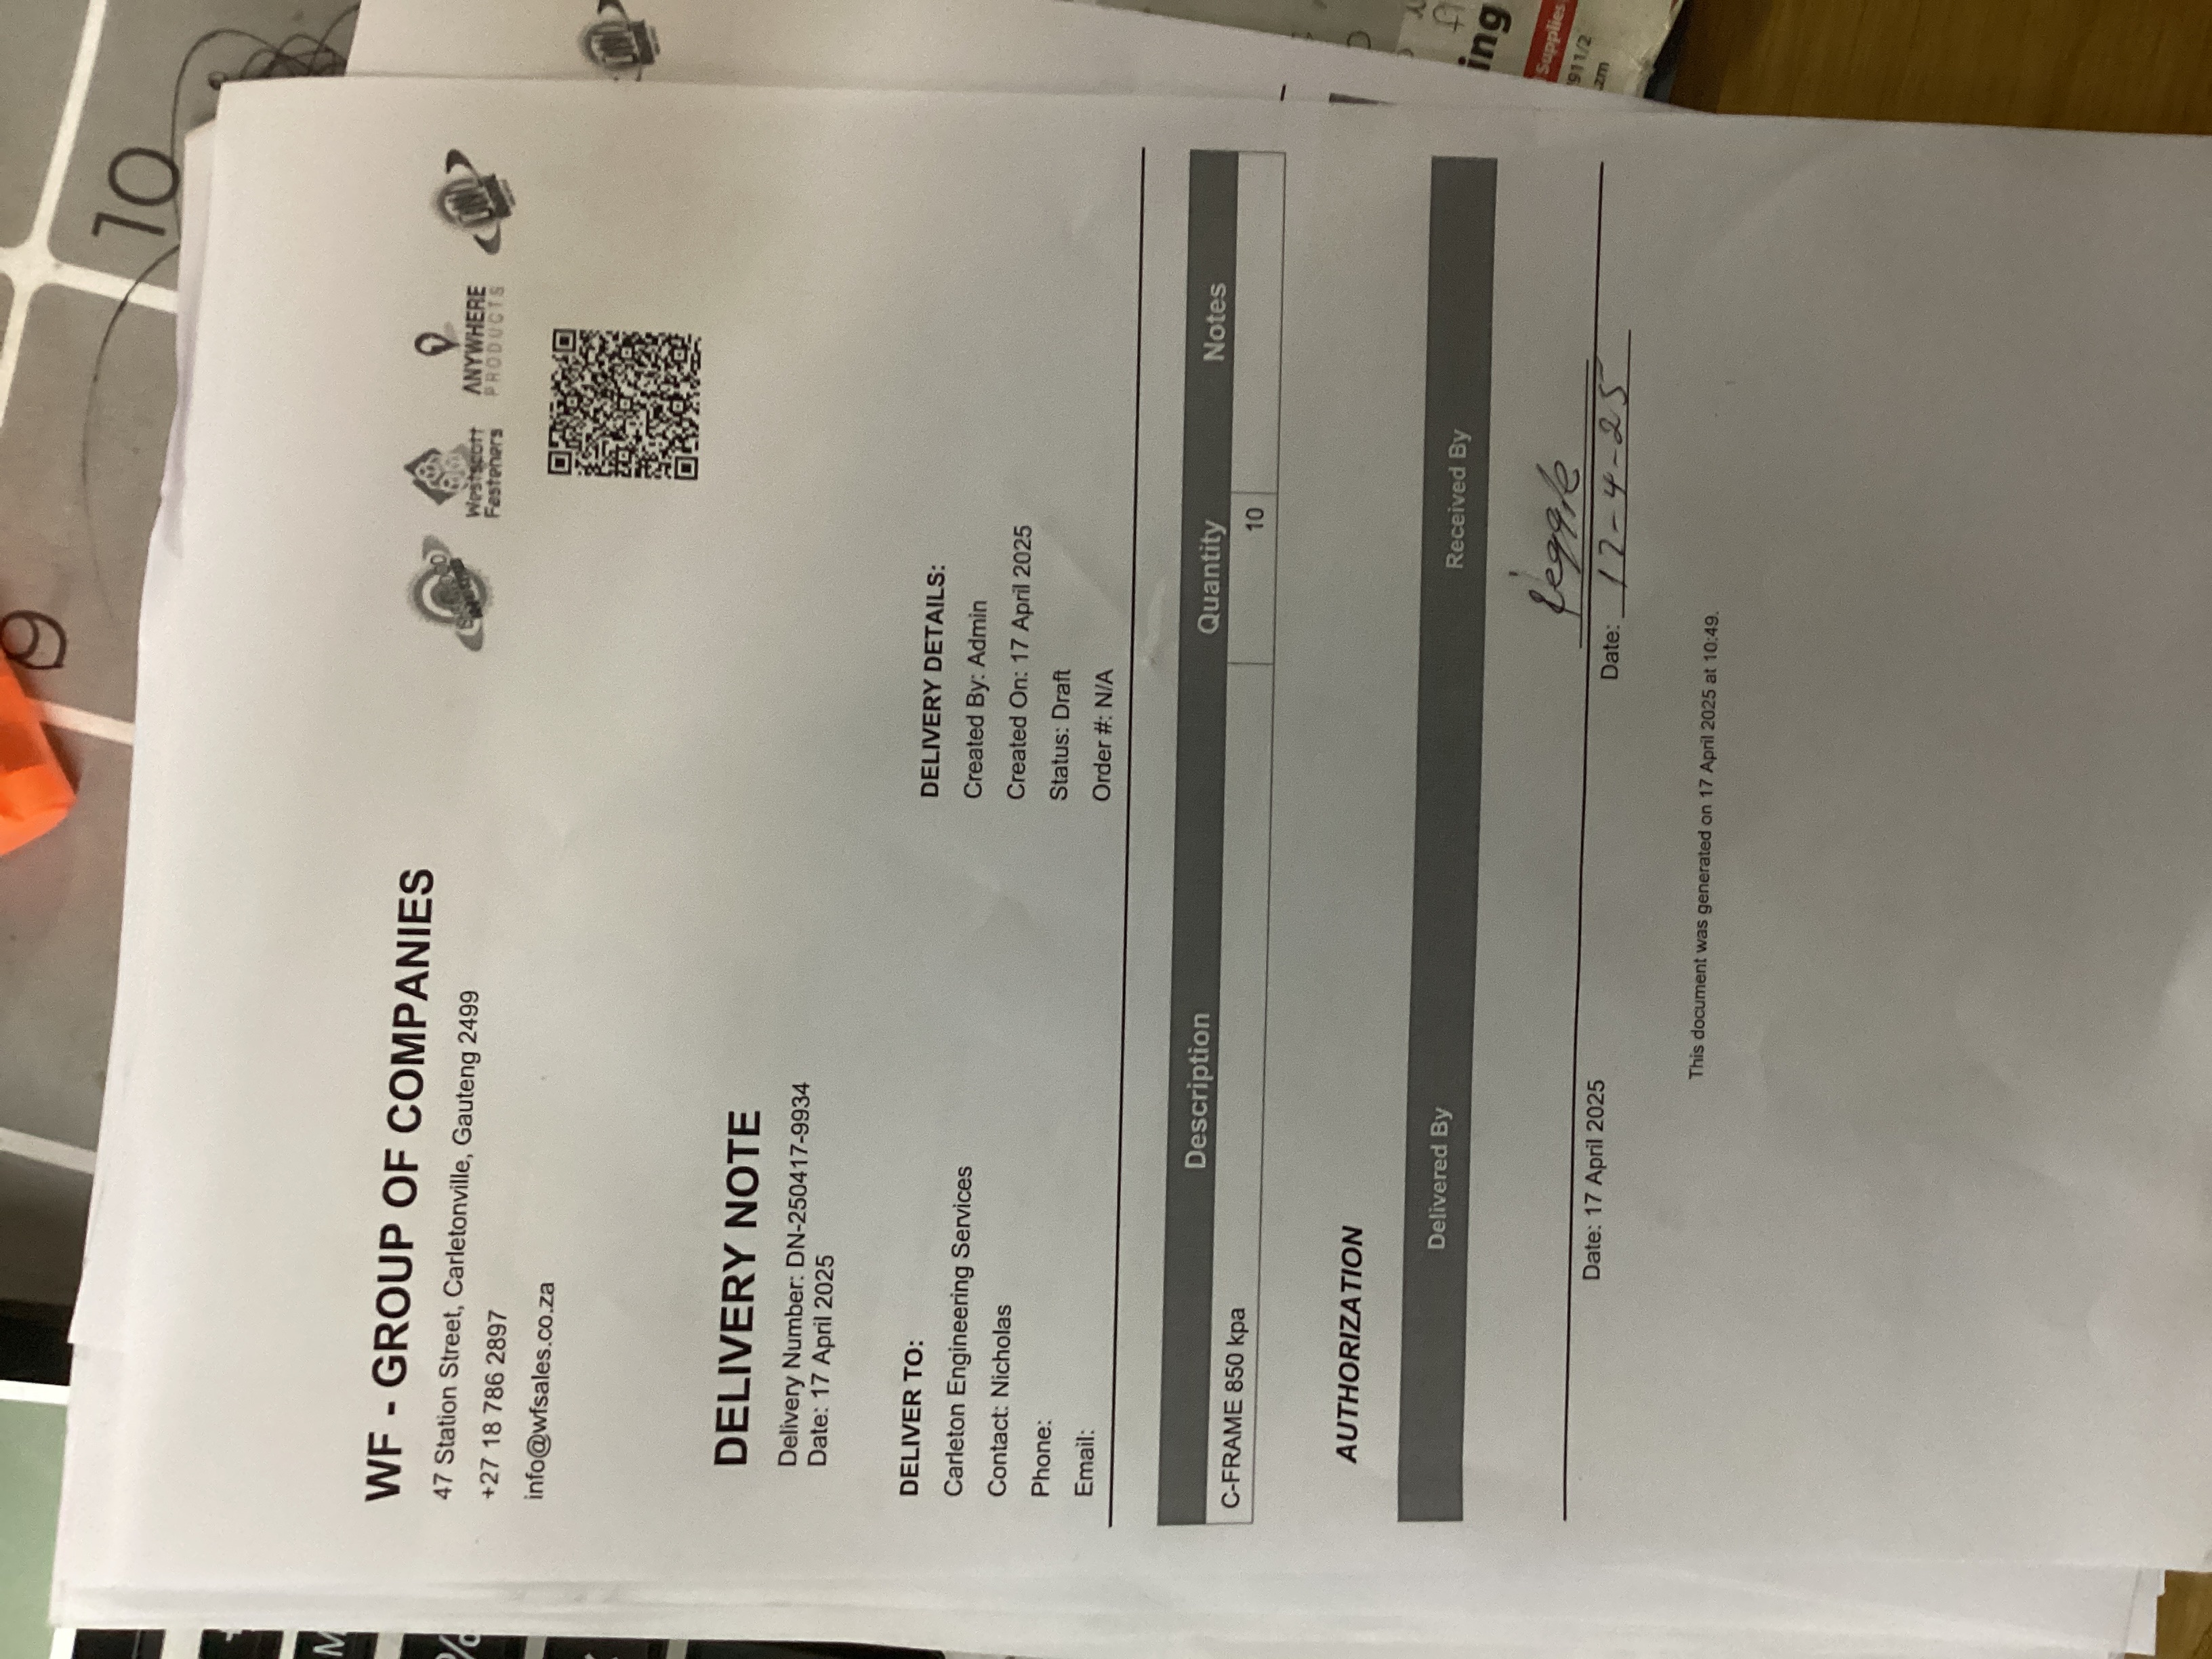 9
10
WF - GROUP OF COMPANIES
47 Station Street, Carletonville, Gauteng 2499
+27 18 786 2897
info@wfsales.co.za
Westscott
Fasteners
ANYWHERE
PRODUCTS
DELIVERY NOTE
Delivery Number: DN-250417-9934
Date: 17 April 2025
DELIVER TO:
Carleton Engineering Services
Contact: Nicholas
Phone:
Email:
DELIVERY DETAILS:
Created By: Admin
Created On: 17 April 2025
Status: Draft
Order #: N/A
Description Quantity Notes
C-FRAME 850 kpa 10
AUTHORIZATION
Delivered By Received By
Reggie
Date: 17 April 2025 Date: 17-4-25
This document was generated on 17 April 2025 at 10:49.
ing
Supplies
911/2
.zm